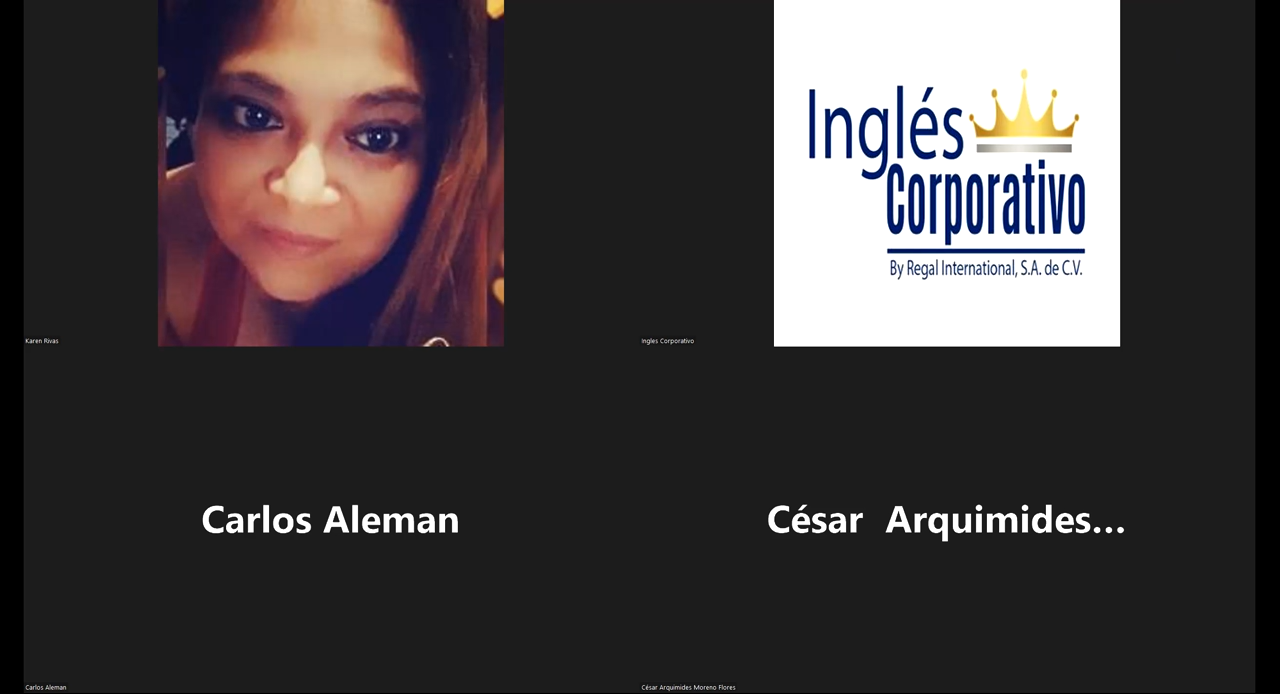 Inglés
Corporativo
By Regal International, S.A. de C.V.
Karen Rivas
Ingles Corporativo
Carlos Aleman
César Arquimides...
Carlos Aleman
César Arquimides Moreno Flores